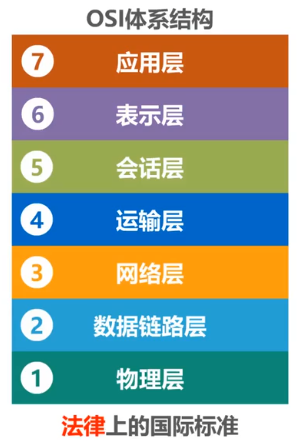 OSI体系结构
7 应用层
6 表示层
5 会话层
4 运输层
3 网络层
2 数据链路层
1 物理层
法律上的国际标准